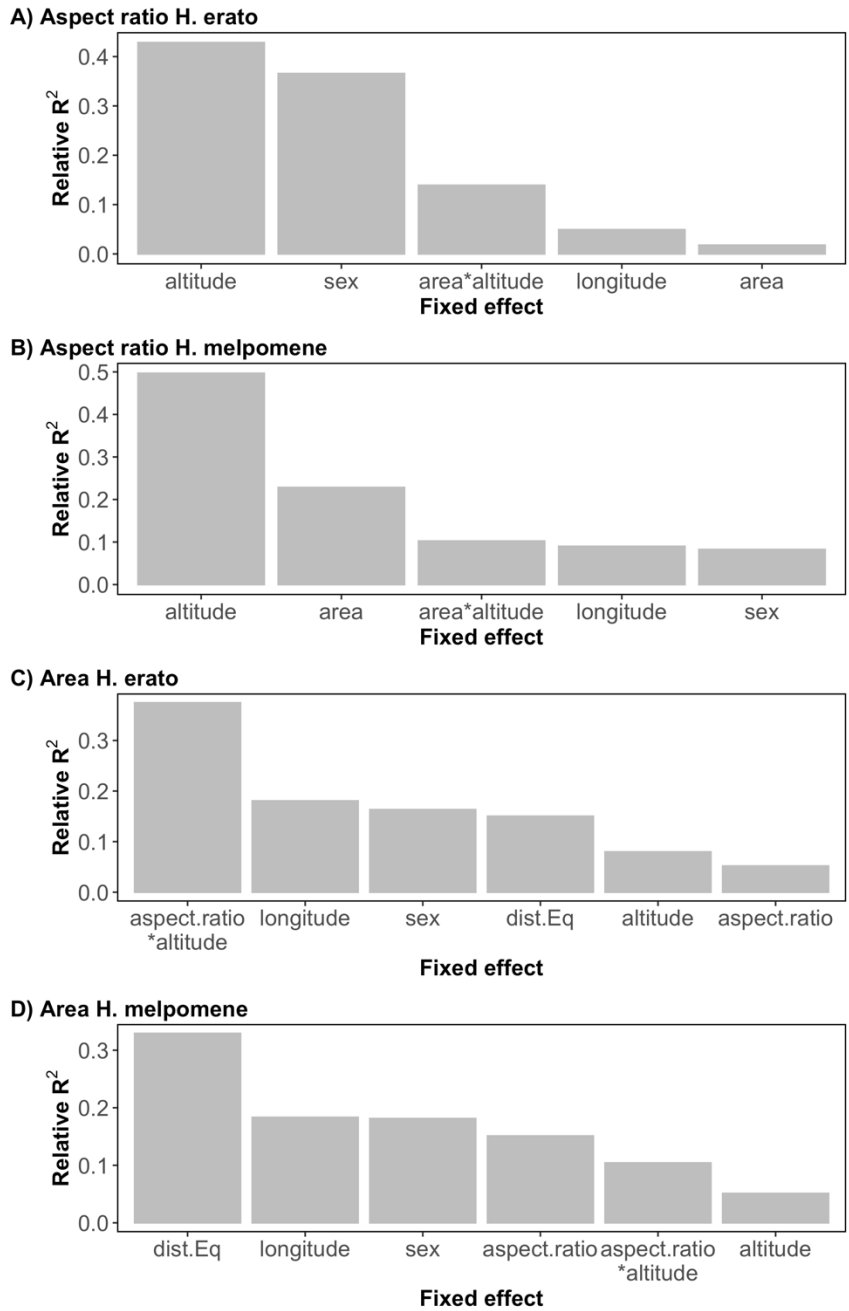 A) Aspect ratio H. erato
Relative R²
0.4
0.3
0.2
0.1
0.0
altitude sex area*altitude longitude area
Fixed effect
B) Aspect ratio H. melpomene
Relative R²
0.5
0.4
0.3
0.2
0.1
0.0
altitude area area*altitude longitude sex
Fixed effect
C) Area H. erato
Relative R²
0.3
0.2
0.1
0.0
aspect.ratio longitude sex dist.Eq altitude aspect.ratio
*altitude
Fixed effect
D) Area H. melpomene
Relative R²
0.3
0.2
0.1
0.0
dist.Eq longitude sex aspect.ratio aspect.ratio altitude
*altitude
Fixed effect